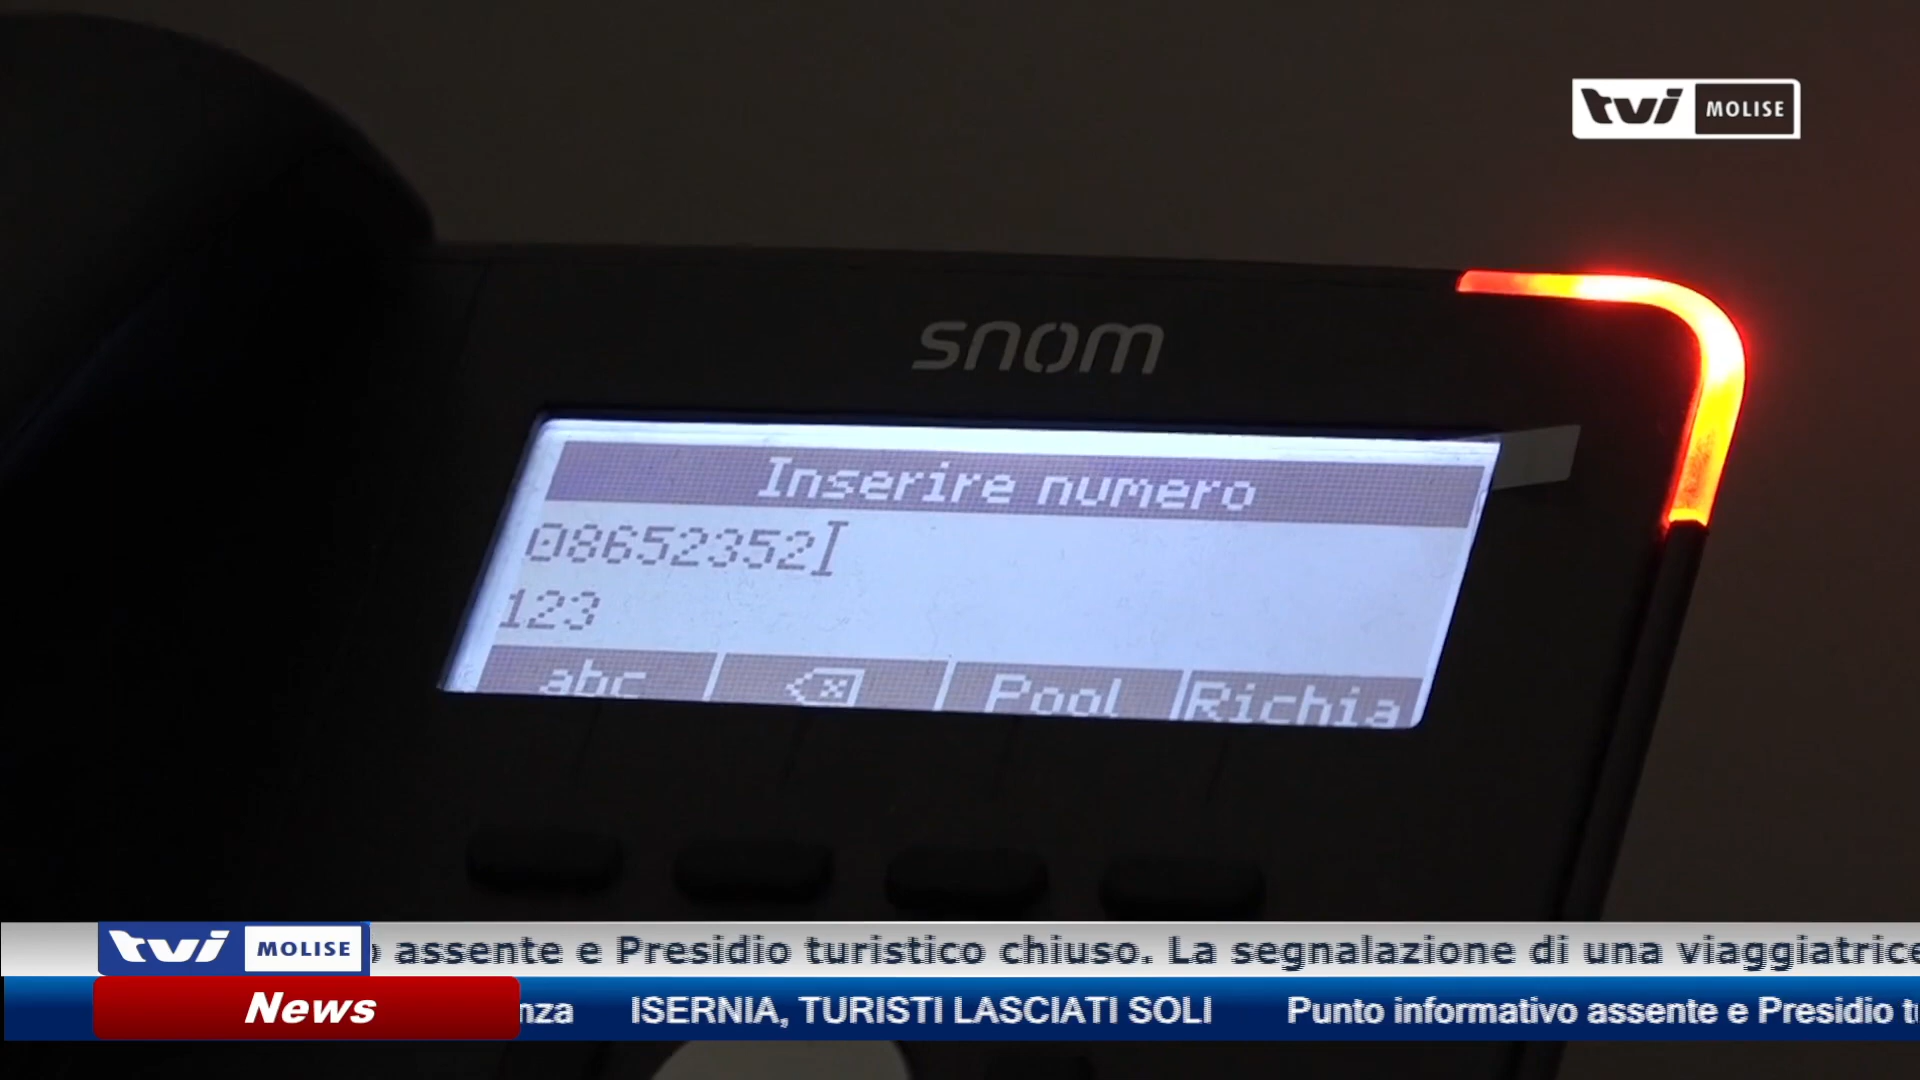 tvi MOLISE
snom
Inserire numero
08652352
123
abc Pool Richia
tvi MOLISE assente e Presidio turistico chiuso. La segnalazione di una viaggiatrice
News nza ISERNIA, TURISTI LASCIATI SOLI Punto informativo assente e Presidio tu